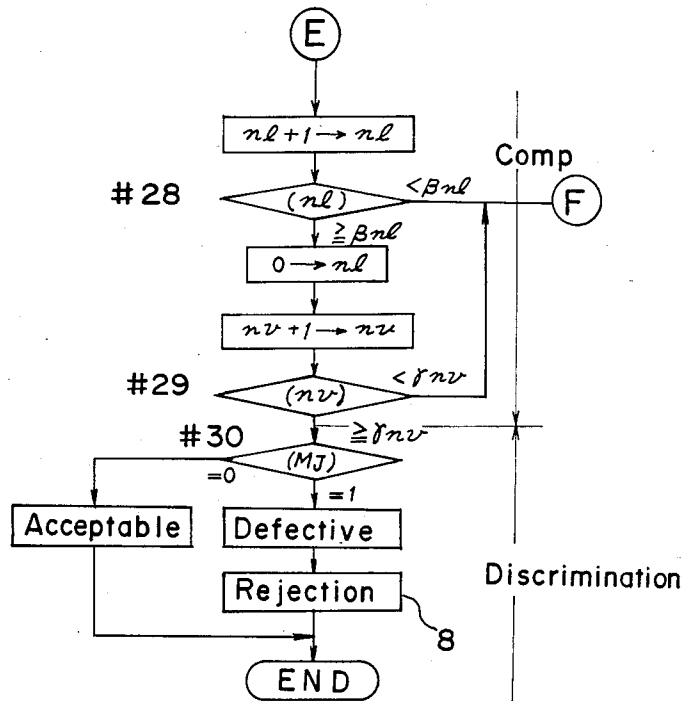 E
nl+1→nl
Comp
#28
(nl)
<βnl
F
≧βnl
0→nl
nv+1→nv
#29
(nv)
<γnv
≧γnv
#30
(MJ)
=0
=1
Acceptable
Defective
Rejection
8
Discrimination
END